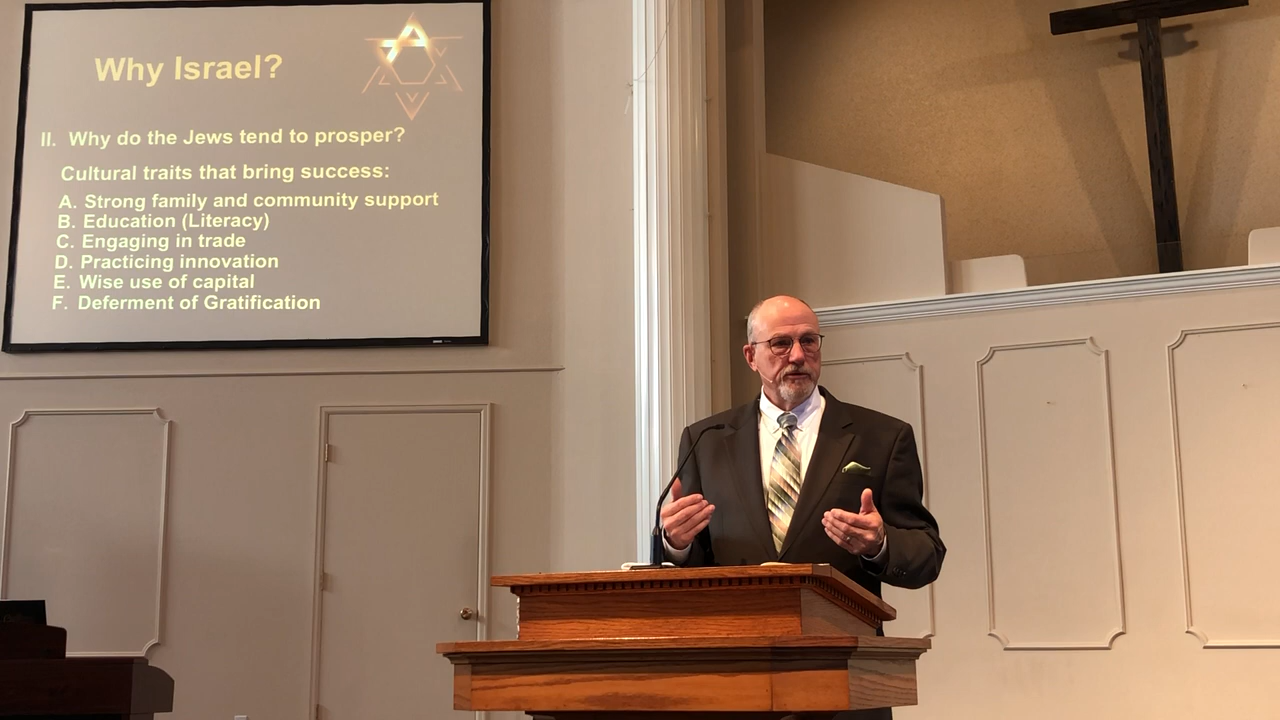 Why Israel?
II. Why do the Jews tend to prosper?
Cultural traits that bring success:
A. Strong family and community support
B. Education (Literacy)
C. Engaging in trade
D. Practicing innovation
E. Wise use of capital
F. Deferment of Gratification